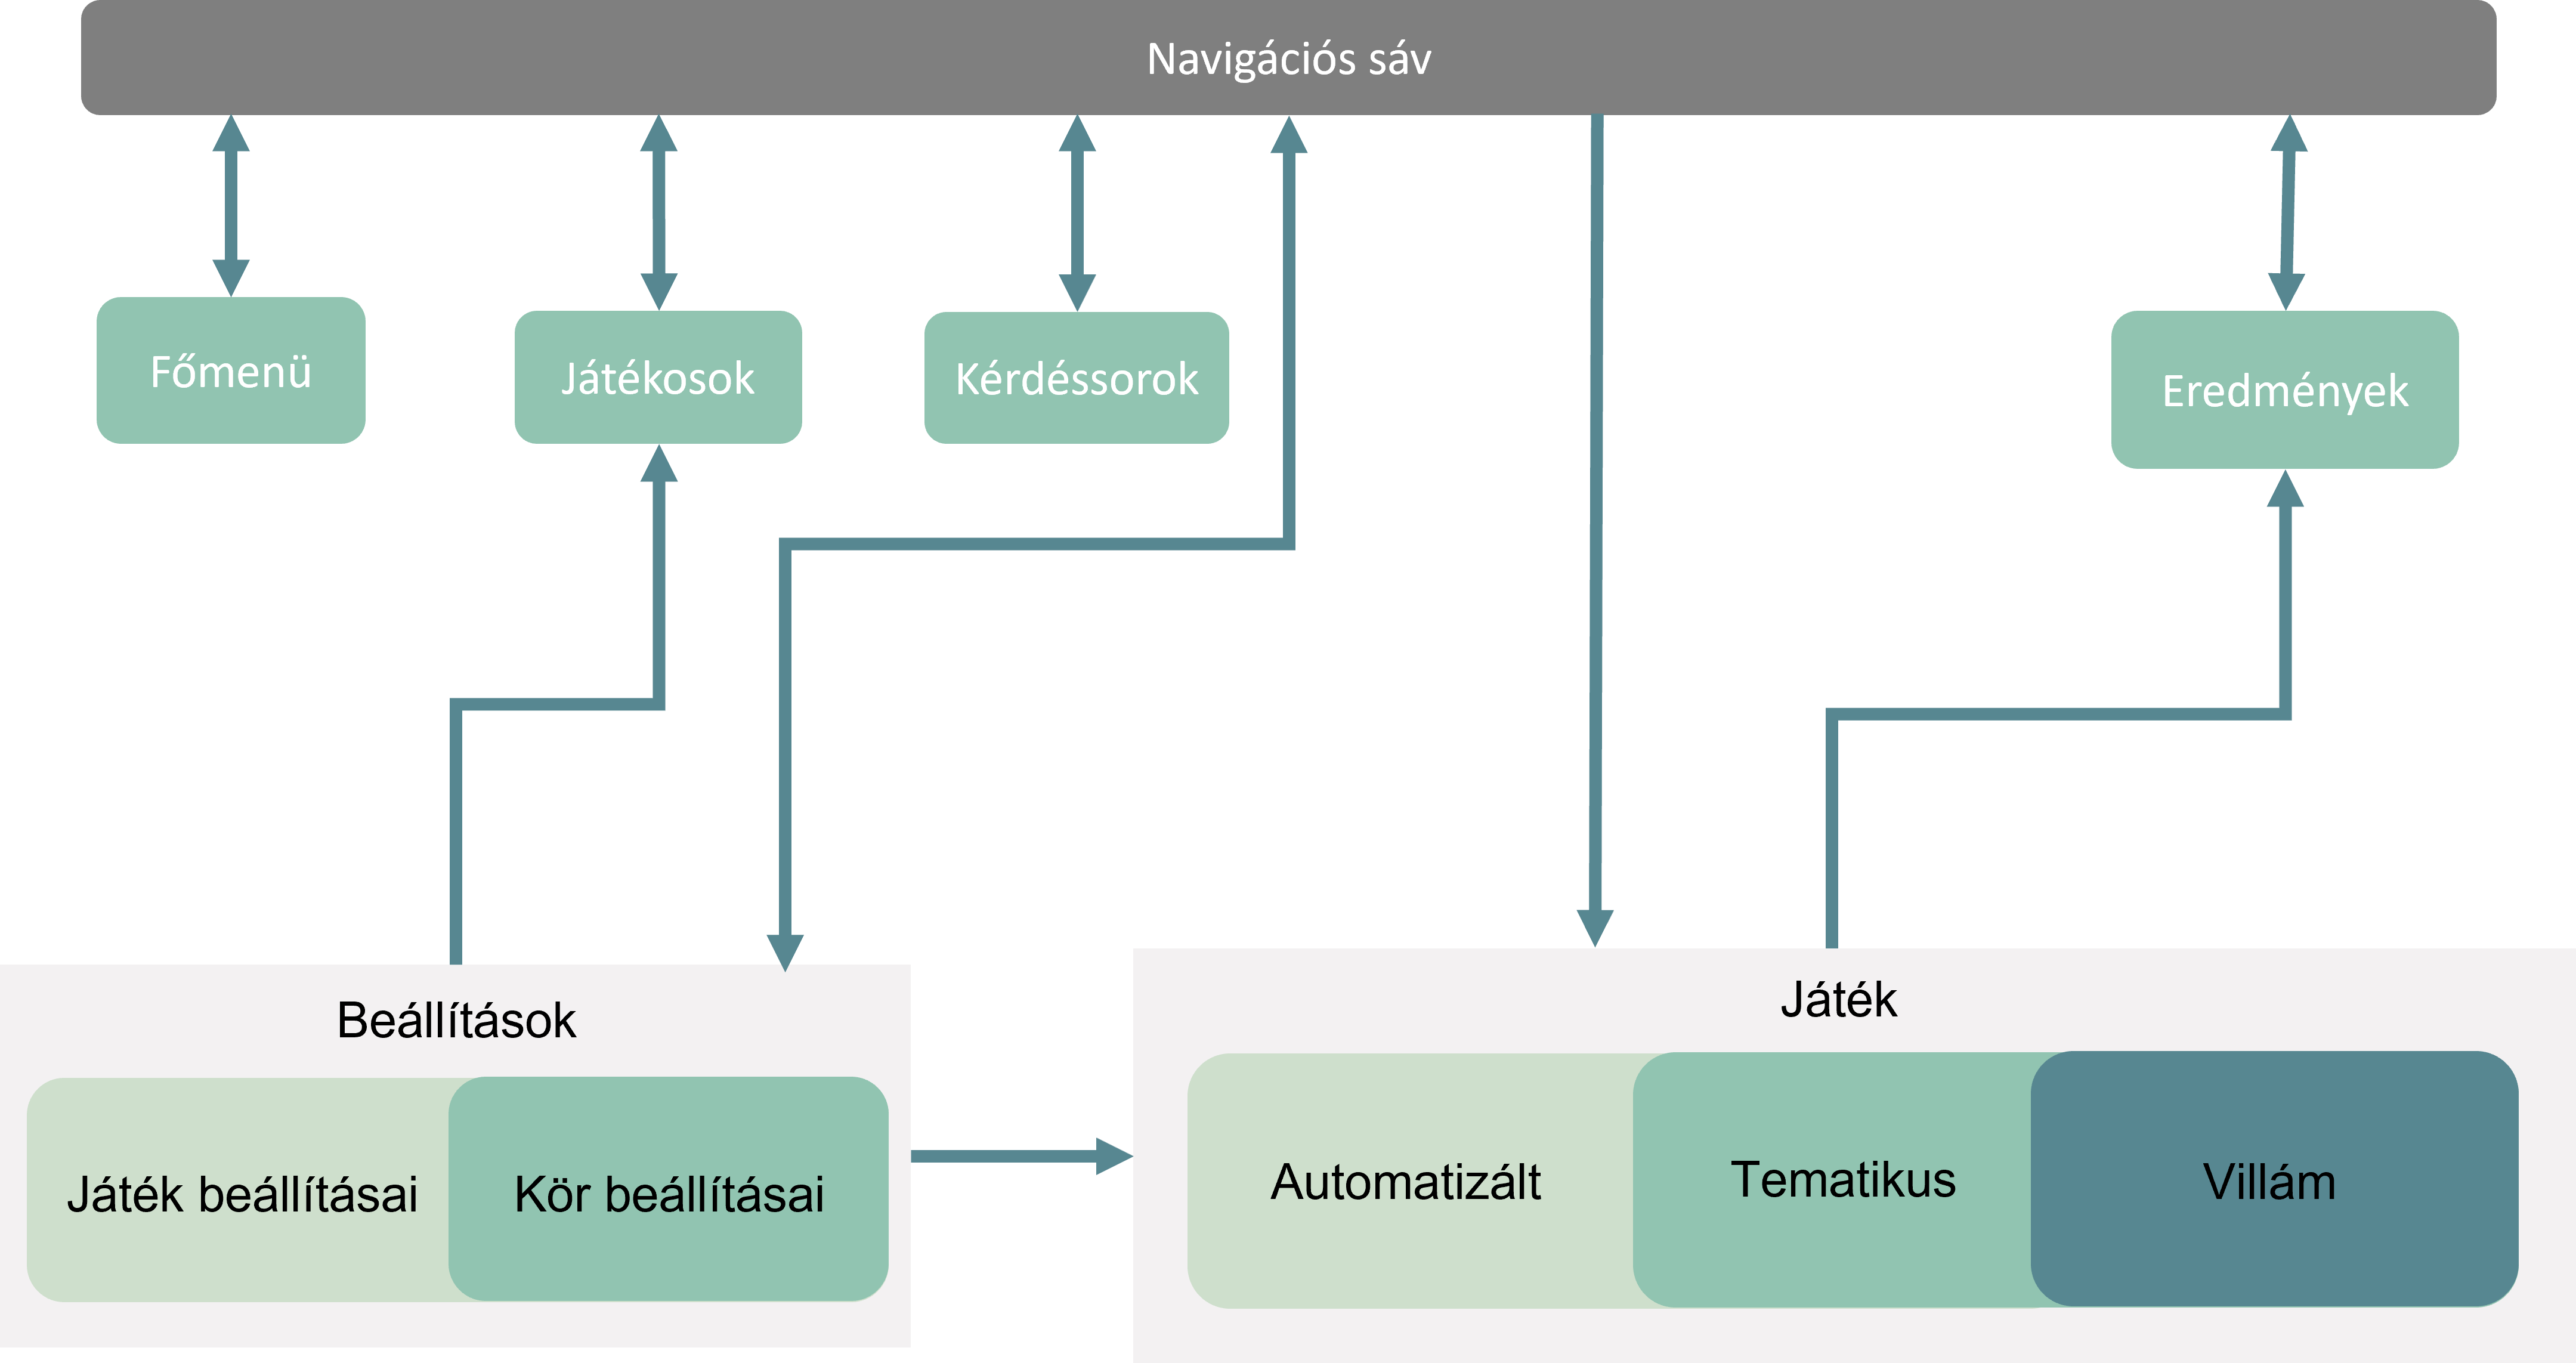 Navigációs sáv
Főmenü
Játékosok
Kérdéssorok
Eredmények
Beállítások
Játék beállításai
Kör beállításai
Játék
Automatizált
Tematikus
Villám